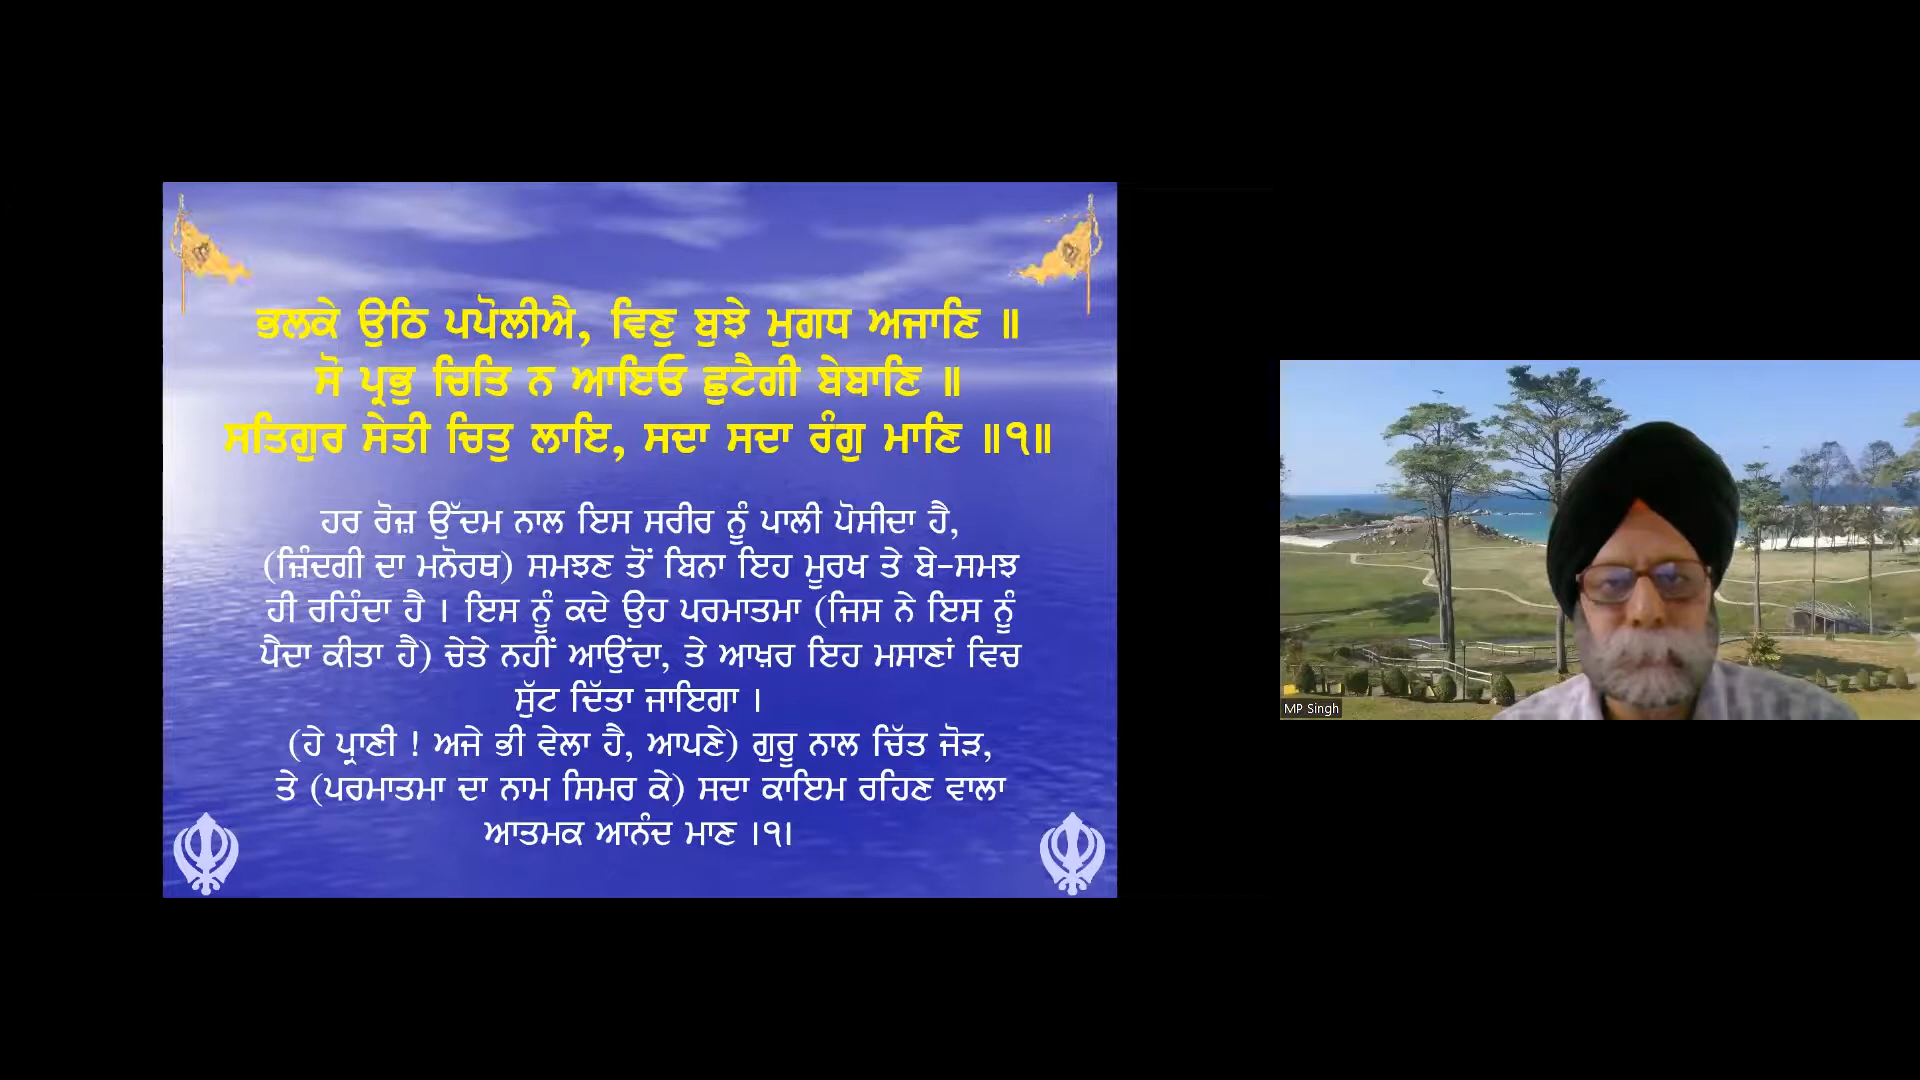 ਭਲਕੇ ਉਠਿ ਪਪੋਲੀਐ, ਵਿਣੁ ਬੁਝੇ ਮੁਗਧ ਅਜਾਣਿ ॥
ਸੋ ਪ੍ਰਭੁ ਚਿਤਿ ਨ ਆਇਓ ਛੁਟੈਗੀ ਬੇਬਾਣਿ ॥
ਸਤਿਗੁਰ ਸੇਤੀ ਚਿਤੁ ਲਾਇ, ਸਦਾ ਸਦਾ ਰੰਗੁ ਮਾਣਿ ॥੧॥
ਹਰ ਰੋਜ਼ ਉੱਦਮ ਨਾਲ ਇਸ ਸਰੀਰ ਨੂੰ ਪਾਲੀ ਪੋਸੀਦਾ ਹੈ,
(ਜ਼ਿੰਦਗੀ ਦਾ ਮਨੋਰਥ) ਸਮਝਣ ਤੋਂ ਬਿਨਾ ਇਹ ਮੂਰਖ ਤੇ ਬੇ-ਸਮਝ
ਹੀ ਰਹਿੰਦਾ ਹੈ । ਇਸ ਨੂੰ ਕਦੇ ਉਹ ਪਰਮਾਤਮਾ (ਜਿਸ ਨੇ ਇਸ ਨੂੰ
ਪੈਦਾ ਕੀਤਾ ਹੈ) ਚੇਤੇ ਨਹੀਂ ਆਉਂਦਾ, ਤੇ ਆਖ਼ਰ ਇਹ ਮਸਾਣਾਂ ਵਿਚ
ਸੁੱਟ ਦਿੱਤਾ ਜਾਇਗਾ ।
(ਹੇ ਪ੍ਰਾਣੀ ! ਅਜੇ ਭੀ ਵੇਲਾ ਹੈ, ਆਪਣੇ) ਗੁਰੂ ਨਾਲ ਚਿੱਤ ਜੋੜ,
ਤੇ (ਪਰਮਾਤਮਾ ਦਾ ਨਾਮ ਸਿਮਰ ਕੇ) ਸਦਾ ਕਾਇਮ ਰਹਿਣ ਵਾਲਾ
ਆਤਮਕ ਆਨੰਦ ਮਾਣ ।੧।
MP Singh